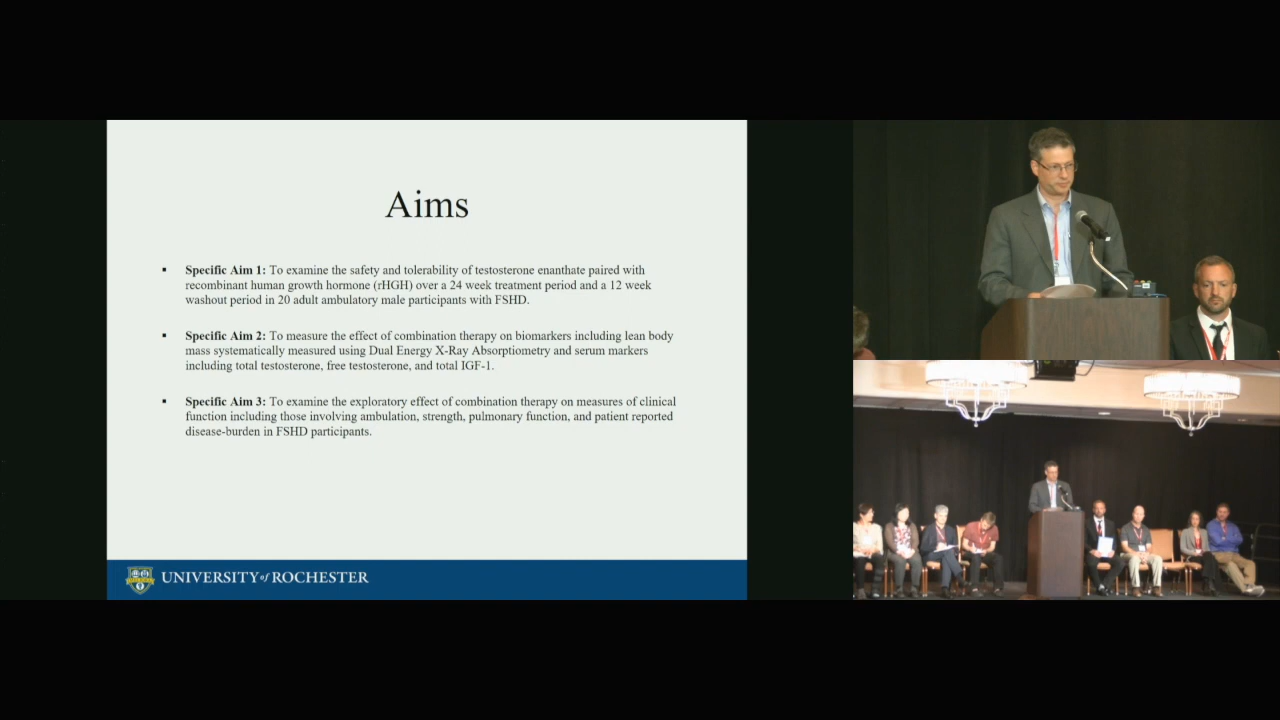 Aims
▪ Specific Aim 1: To examine the safety and tolerability of testosterone enanthate paired with
recombinant human growth hormone (rHGH) over a 24 week treatment period and a 12 week
washout period in 20 adult ambulatory male participants with FSHD.
▪ Specific Aim 2: To measure the effect of combination therapy on biomarkers including lean body
mass systematically measured using Dual Energy X-Ray Absorptiometry and serum markers
including total testosterone, free testosterone, and total IGF-1.
▪ Specific Aim 3: To examine the exploratory effect of combination therapy on measures of clinical
function including those involving ambulation, strength, pulmonary function, and patient reported
disease-burden in FSHD participants.
UNIVERSITY of ROCHESTER